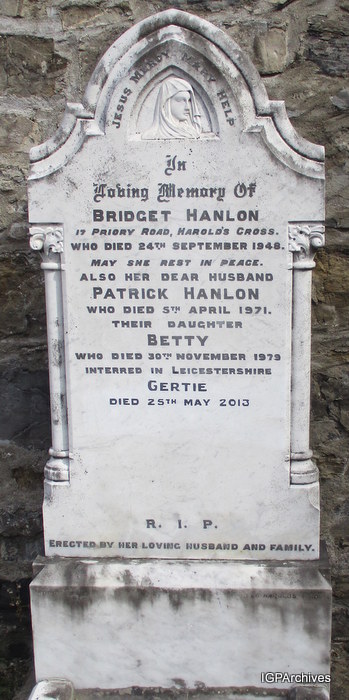 JESUS MERCY MARY HELP
In
Loving Memory Of
BRIDGET HANLON
17 PRIORY ROAD, HAROLD'S CROSS.
WHO DIED 24TH SEPTEMBER 1948.
MAY SHE REST IN PEACE.
ALSO HER DEAR HUSBAND
PATRICK HANLON
WHO DIED 5TH APRIL 1971.
THEIR DAUGHTER
BETTY
WHO DIED 30TH NOVEMBER 1979
INTERRED IN LEICESTERSHIRE
GERTIE
DIED 25TH MAY 2013
R. I. P.
ERECTED BY HER LOVING HUSBAND AND FAMILY.
IGPArchives